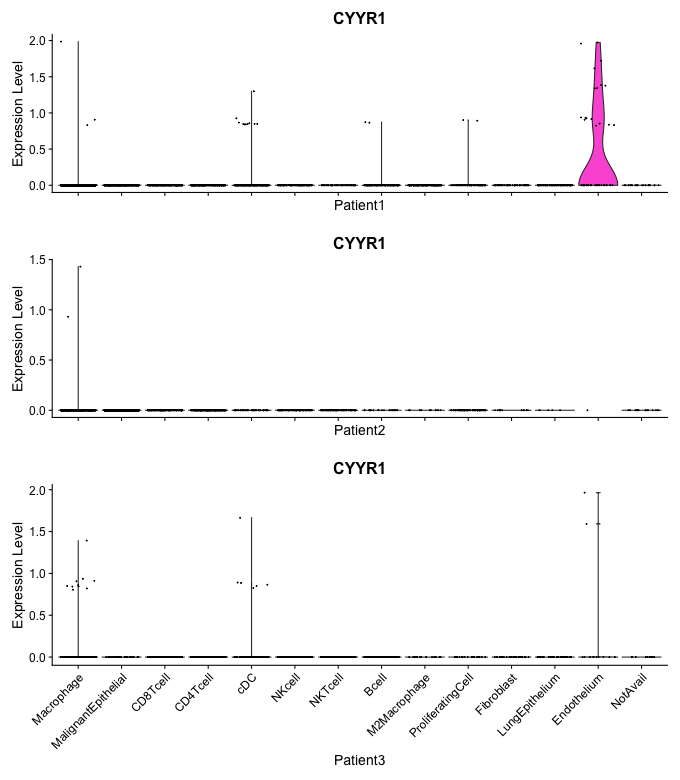 CYYR1
Expression Level
2.0
1.5
1.0
0.5
0.0
Patient1
CYYR1
Expression Level
1.5
1.0
0.5
0.0
Patient2
CYYR1
Expression Level
2.0
1.5
1.0
0.5
0.0
Macrophage
MalignantEpithelial
CD8Tcell
CD4Tcell
cDC
NKcell
NKTcell
Bcell
M2Macrophage
ProliferatingCell
Fibroblast
LungEpithelium
Endothelium
NotAvail
Patient3